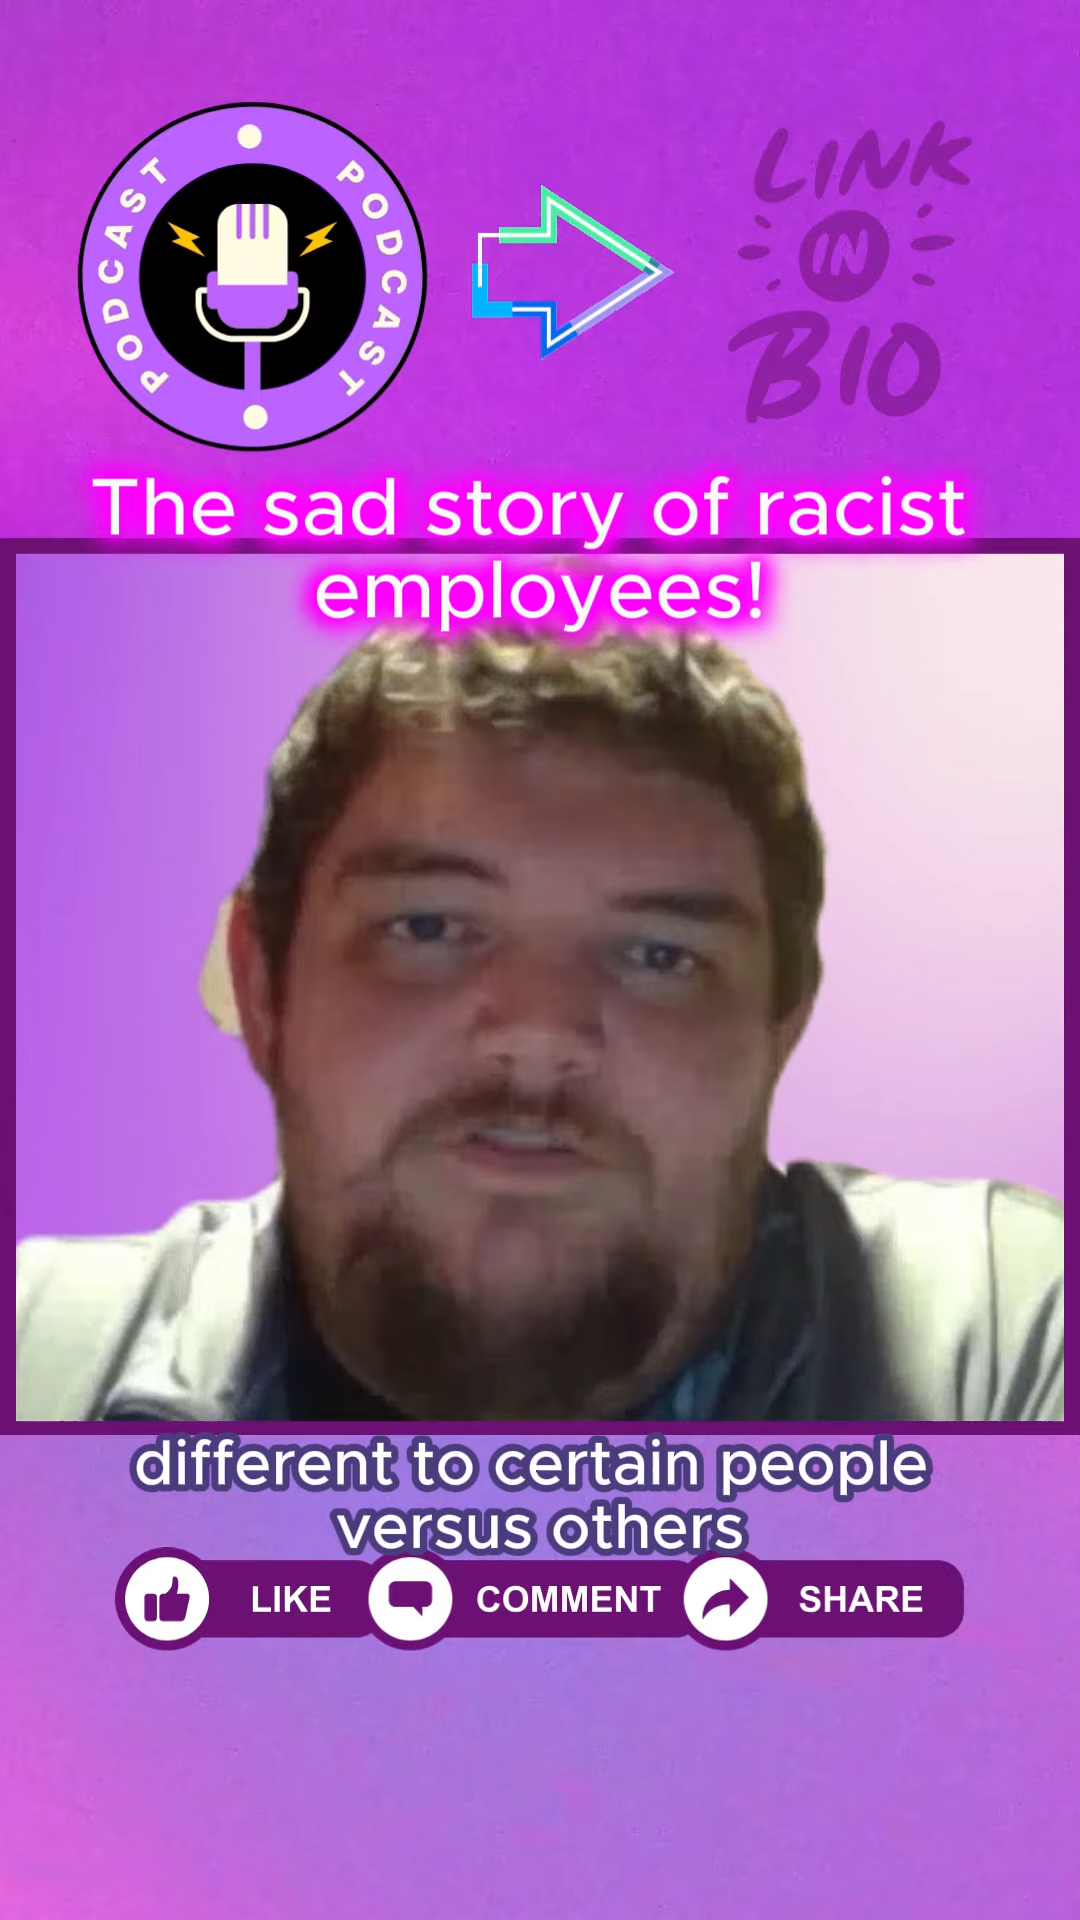 PODCAST
PODCAST
LINK
IN
BIO
The sad story of racist
employees!
different to certain people
versus others
LIKE
COMMENT
SHARE